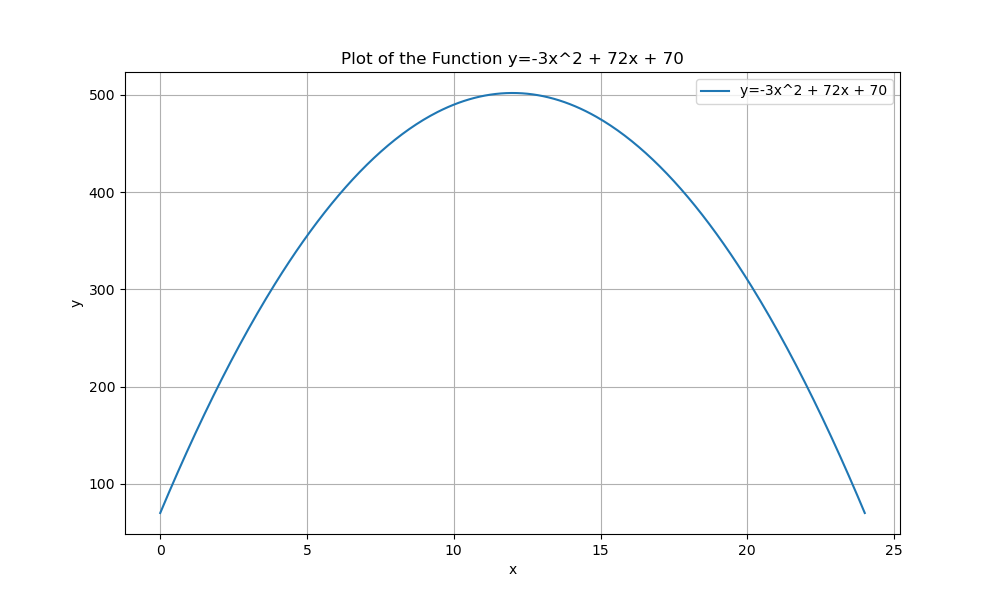 Plot of the Function y=-3x^2 + 72x + 70
y=-3x^2 + 72x + 70
500
400
300
200
100
y
0 5 10 15 20 25
x